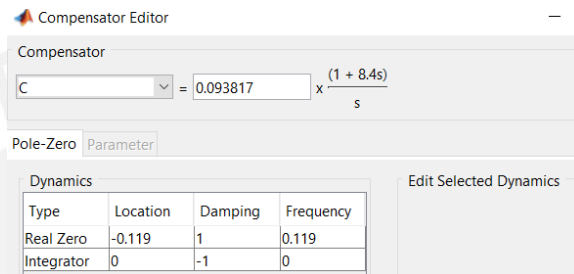 Compensator Editor
Compensator
C = 0.093817 x (1 + 8.4s)
s
Pole-Zero Parameter
Dynamics Edit Selected Dynamics
Type Location Damping Frequency
Real Zero -0.119 1 0.119
Integrator 0 -1 0